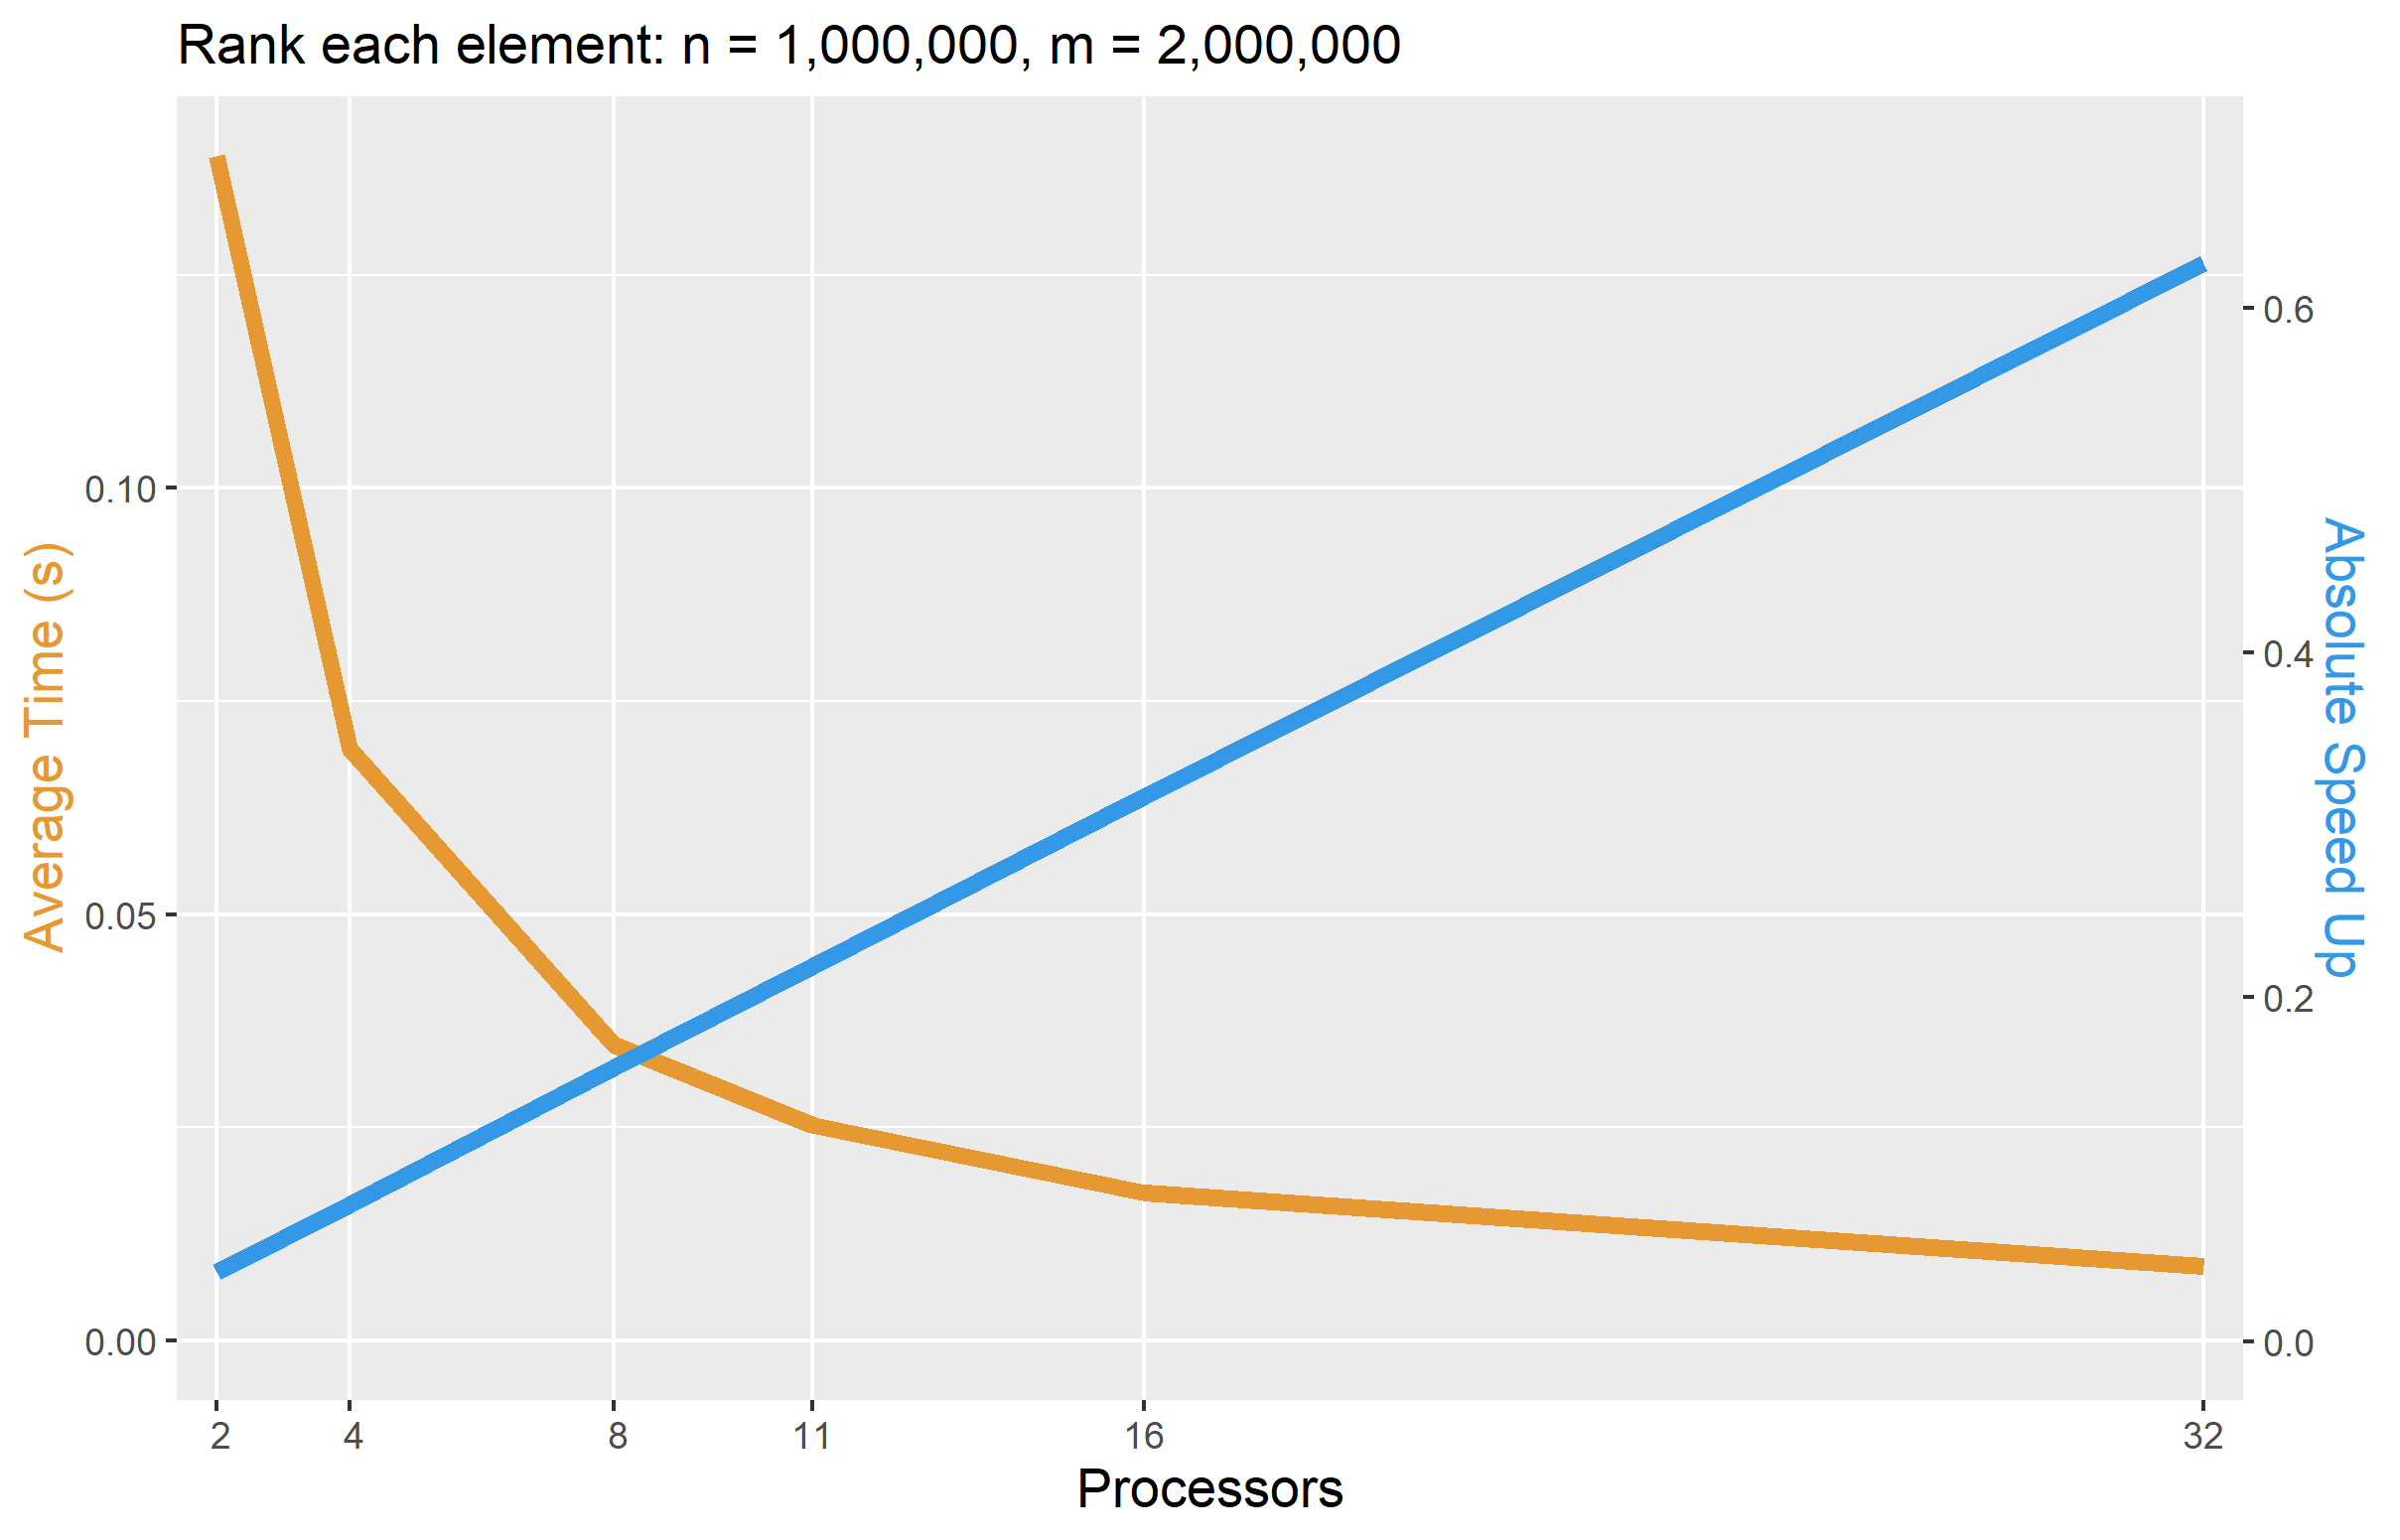 Rank each element: n = 1,000,000, m = 2,000,000
Average Time (s)
0.10
0.05
0.00
0.6
0.4
0.2
0.0
Absolute Speed Up
2 4 8 11 16 32
Processors